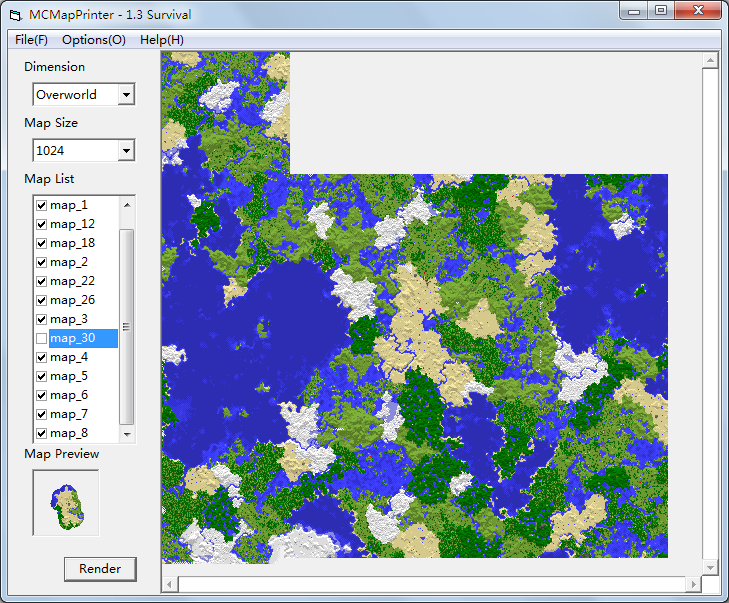 MCMapPrinter - 1.3 Survival
File(F) Options(O) Help(H)
Dimension
Overworld
Map Size
1024
Map List
map_1
map_12
map_18
map_2
map_22
map_26
map_3
map_30
map_4
map_5
map_6
map_7
map_8
Map Preview
Render